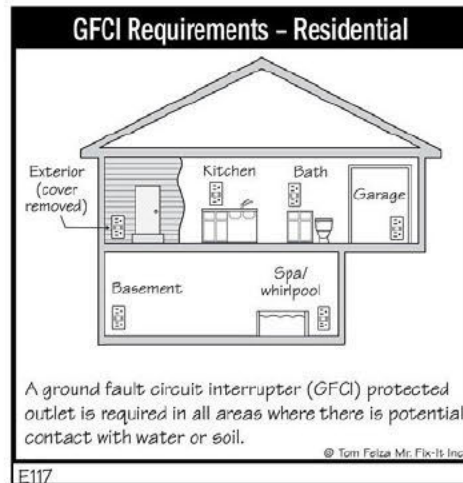 GFCI Requirements – Residential
Exterior
(cover
removed)
Kitchen
Bath
Garage
Basement
Spa/
whirlpool
A ground fault circuit interrupter (GFCI) protected
outlet is required in all areas where there is potential
contact with water or soil.
© Tom Feiza Mr. Fix-It Inc
E117